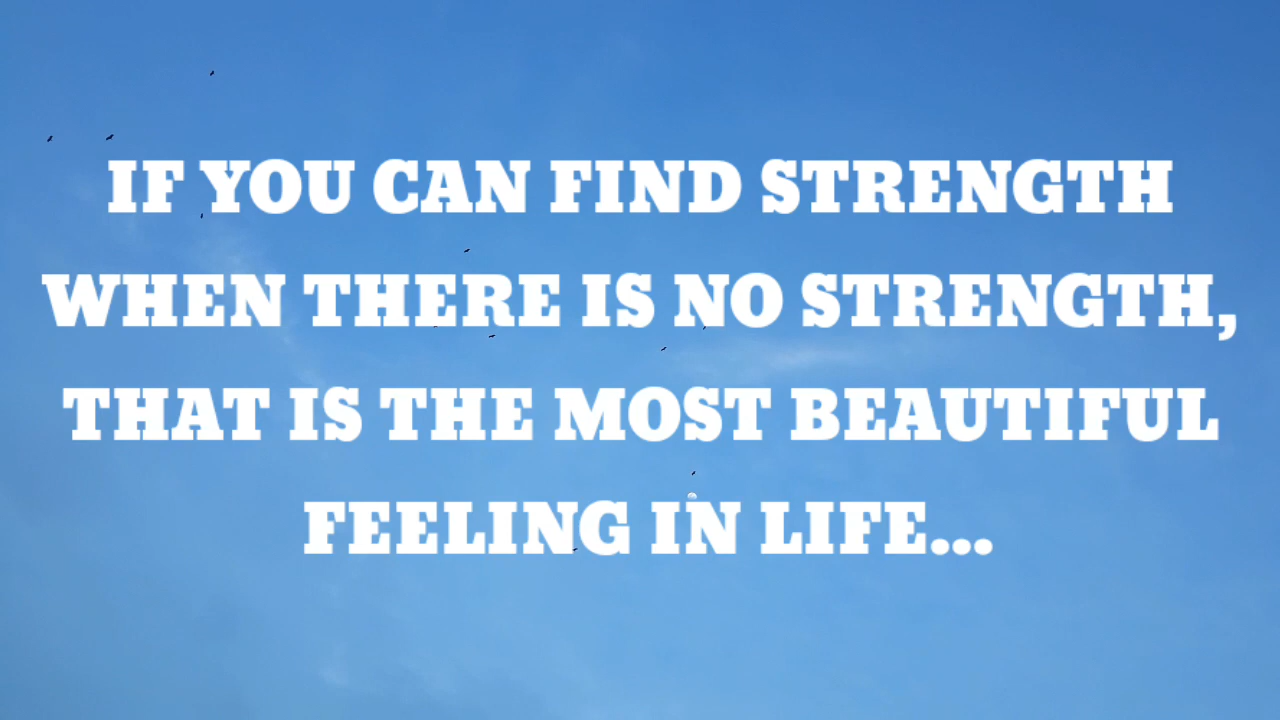 IF YOU CAN FIND STRENGTH
WHEN THERE IS NO STRENGTH,
THAT IS THE MOST BEAUTIFUL
FEELING IN LIFE...